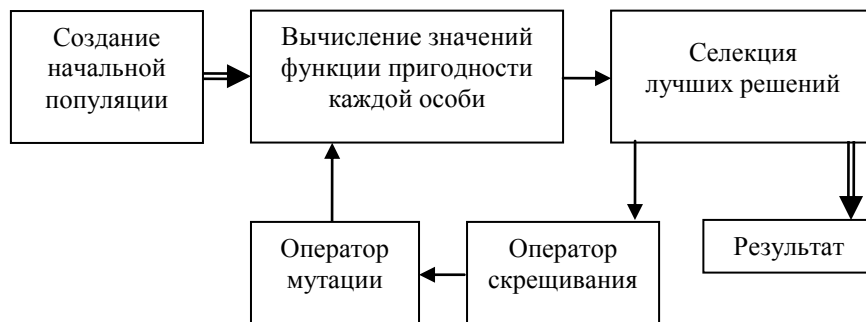 Создание
начальной
популяции
Вычисление значений
функции пригодности
каждой особи
Селекция
лучших решений
Оператор
мутации
Оператор
скрещивания
Результат